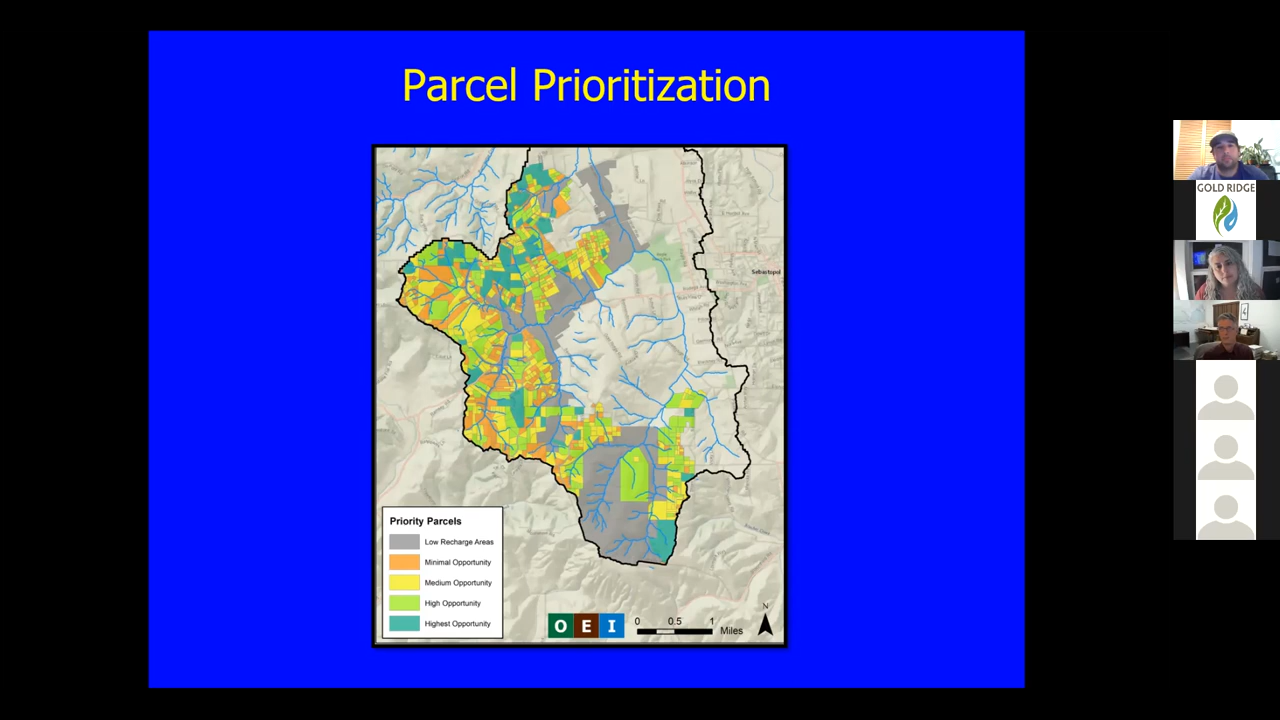 Parcel Prioritization
Sebastopol
Priority Parcels
Low Recharge Areas
Minimal Opportunity
Medium Opportunity
High Opportunity
Highest Opportunity
O E I
0 0.5 1
Miles
N
GOLD RIDGE